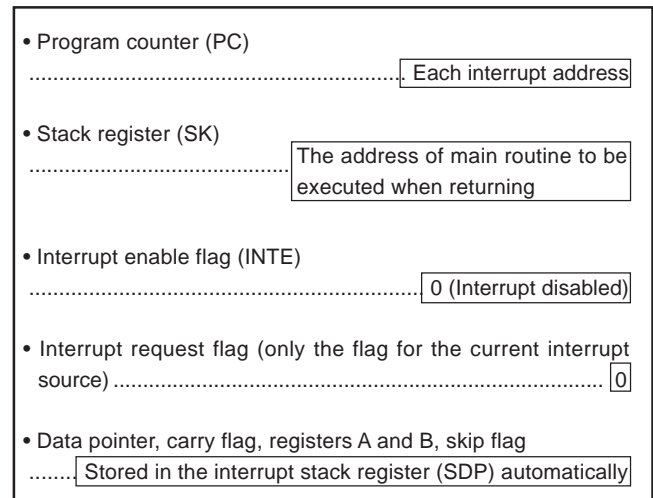 • Program counter (PC)
............................................................... Each interrupt address
• Stack register (SK)
............................................ The address of main routine to be
executed when returning
• Interrupt enable flag (INTE)
................................................................... 0 (Interrupt disabled)
• Interrupt request flag (only the flag for the current interrupt
source) ................................................................................... 0
• Data pointer, carry flag, registers A and B, skip flag
........ Stored in the interrupt stack register (SDP) automatically